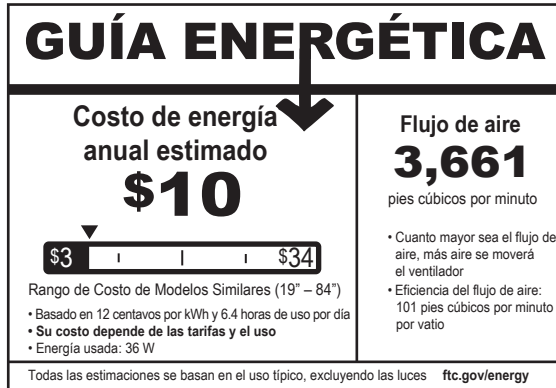 GUÍA ENERGÉTICA
Costo de energía
anual estimado
$10
$3
$34
Rango de Costo de Modelos Similares (19” – 84”)
• Basado en 12 centavos por kWh y 6.4 horas de uso por día
• Su costo depende de las tarifas y el uso
• Energía usada: 36 W
Flujo de aire
3,661
pies cúbicos por minuto
• Cuanto mayor sea el flujo de
aire, más aire se moverá
el ventilador
• Eficiencia del flujo de aire:
101 pies cúbicos por minuto
por vatio
Todas las estimaciones se basan en el uso típico, excluyendo las luces ftc.gov/energy